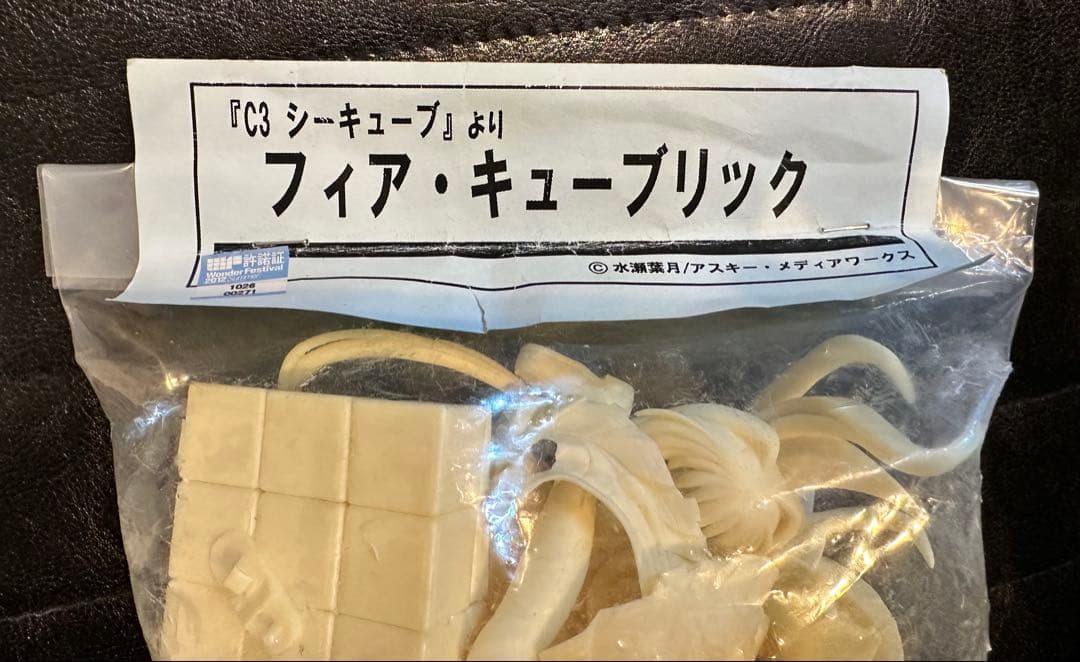 『C3 シーキューブ』より
フィア・キューブリック
許諾証
Wonder Festival
2012 Summer
1026
00271
© 水瀬葉月/アスキー・メディアワークス